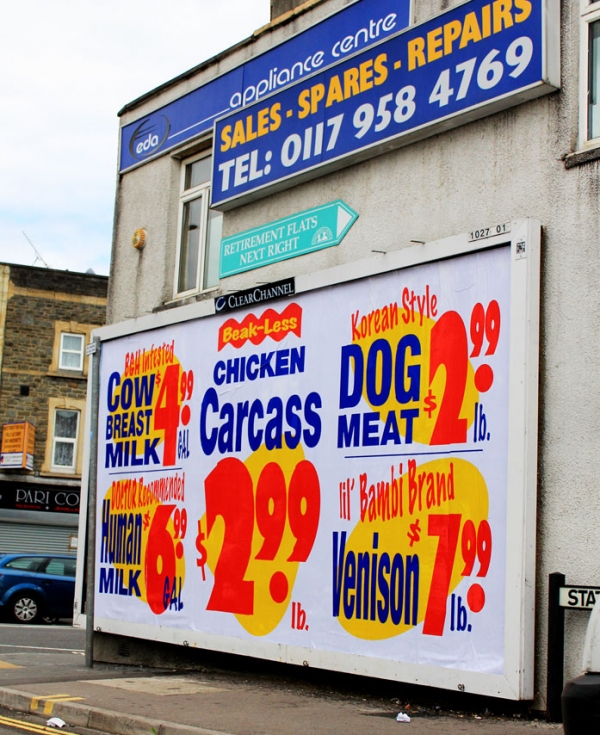 eda
appliance centre
SALES - SPARES - REPAIRS
TEL: 0117 958 4769
RETIREMENT FLATS
NEXT RIGHT
1027 01
CLEARCHANNEL
BGH Infested
COW
BREAST
MILK
$4.99
GAL
DOCTOR Recommended
Human
MILK
$6.99
GAL
Beak-Less
CHICKEN
Carcass
$2.99
lb.
Korean Style
DOG
MEAT
$2.99
lb.
lil' Bambi Brand
Venison
$7.99
lb.
PARI CO
STA